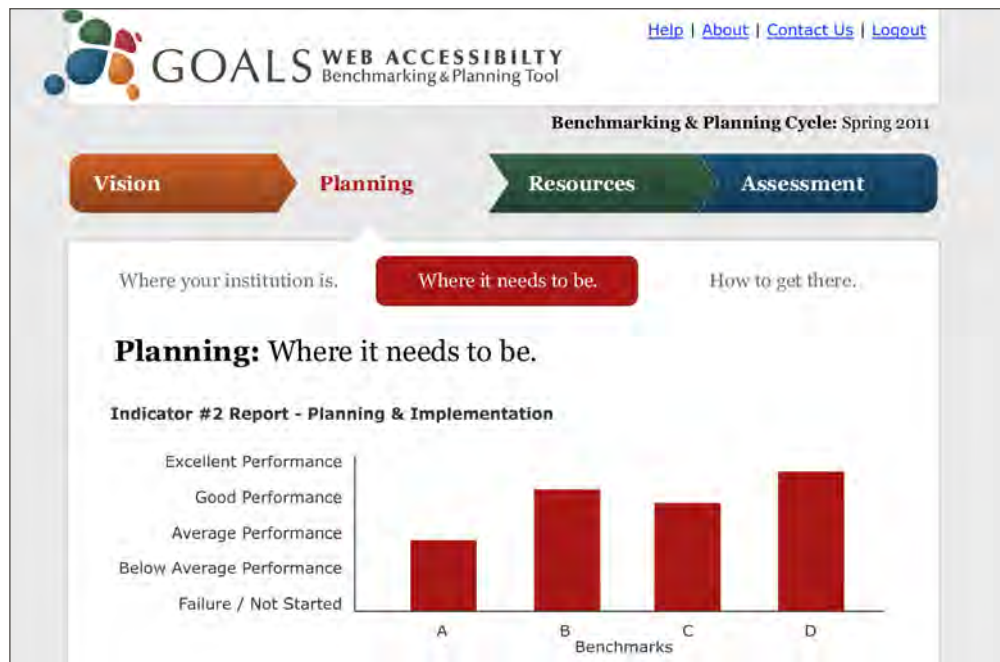 Help | About | Contact Us | Logout
GOALS WEB ACCESSIBILTY
Benchmarking & Planning Tool
Benchmarking & Planning Cycle: Spring 2011
Vision Planning Resources Assessment
Where your institution is. Where it needs to be. How to get there.
Planning: Where it needs to be.
Indicator #2 Report - Planning & Implementation
Excellent Performance
Good Performance
Average Performance
Below Average Performance
Failure / Not Started
A B C D
Benchmarks